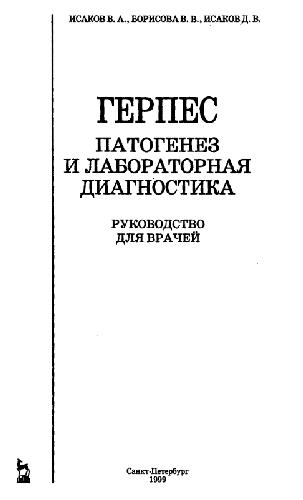 ИСАКОВ В. А., БОРИСОВА В. В., ИСАКОВ Д. В.
ГЕРПЕС
ПАТОГЕНЕЗ
И ЛАБОРАТОРНАЯ
ДИАГНОСТИКА
РУКОВОДСТВО
ДЛЯ ВРАЧЕЙ
Санкт-Петербург
1999